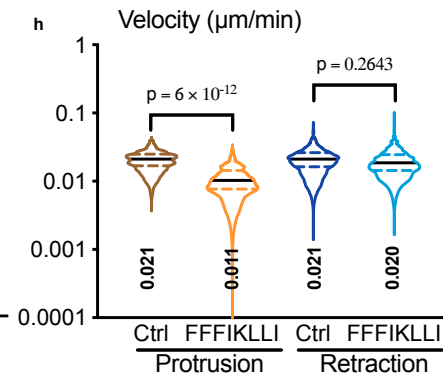 h
Velocity (µm/min)
1
p = 6 × 10⁻¹²
p = 0.2643
0.1
0.01
0.001
0.0001
0.021
0.011
0.021
0.020
Ctrl FFFIKLLI Ctrl FFFIKLLI
Protrusion Retraction